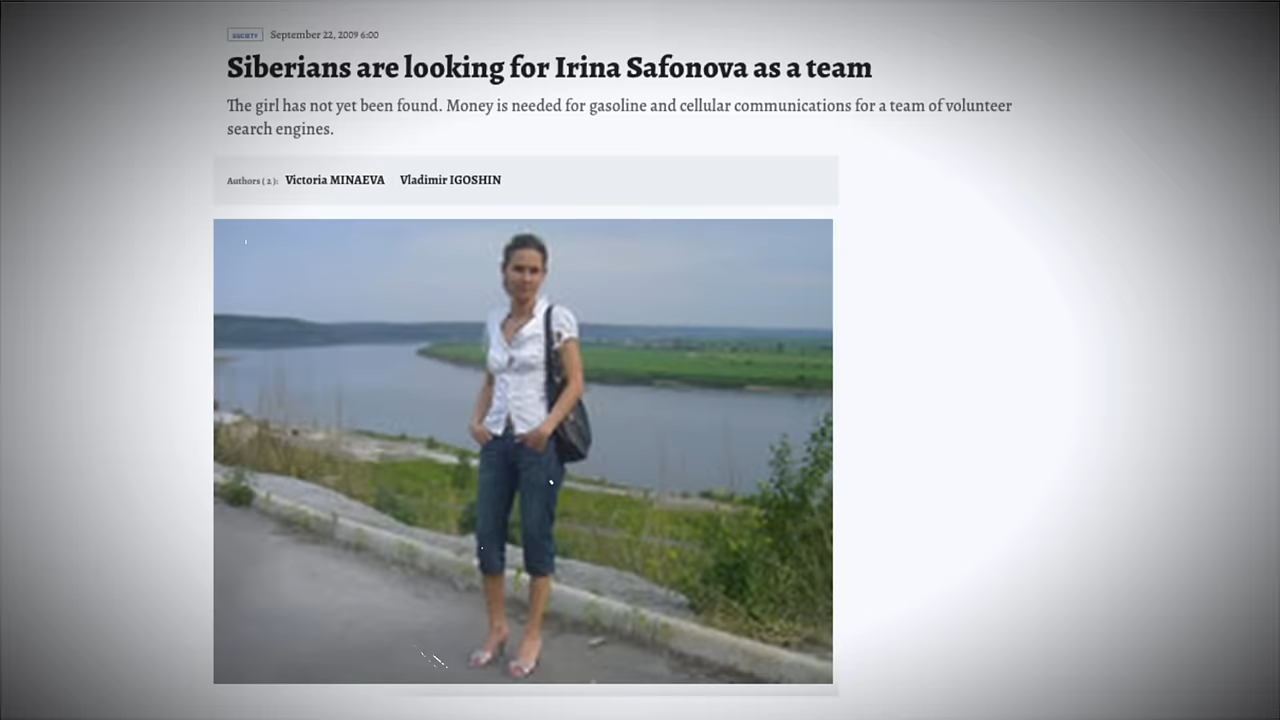 SOCIETY September 22, 2009 6:00
Siberians are looking for Irina Safonova as a team
The girl has not yet been found. Money is needed for gasoline and cellular communications for a team of volunteer
search engines.
Authors ( 2 ): Victoria MINAEVA Vladimir IGOSHIN